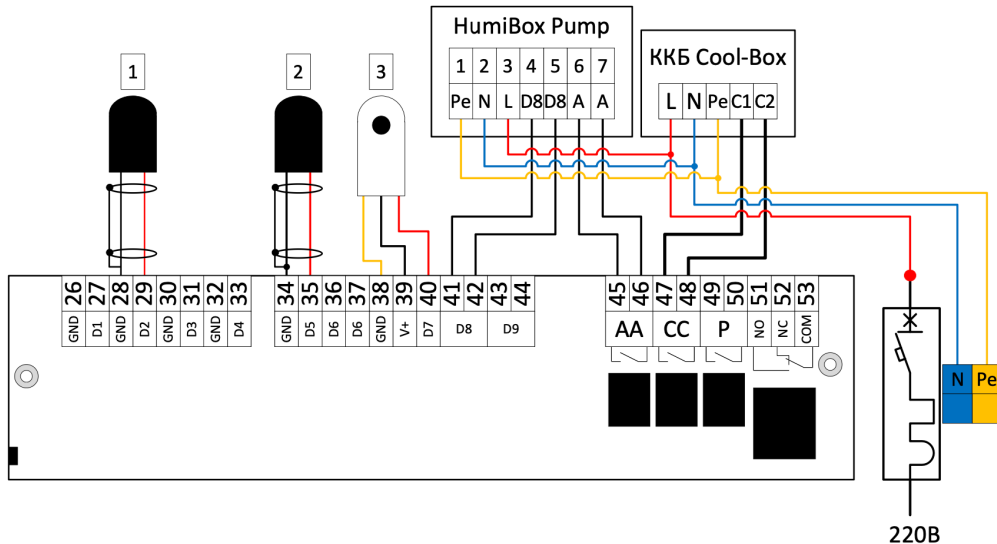 HumiBox Pump
ККБ Cool-Box
1
2
3
1 2 3 4 5 6 7
Pe N L D8 D8 A A
L N Pe C1 C2
26 27 28 29 30 31 32 33
GND D1 GND D2 GND D3 GND D4
34 35 36 37 38 39 40 41 42 43 44
GND D5 D6 D6 GND V+ D7 D8 D9
45 46 47 48 49 50 51 52 53
AA CC P NO NC COM
N Pe
220В